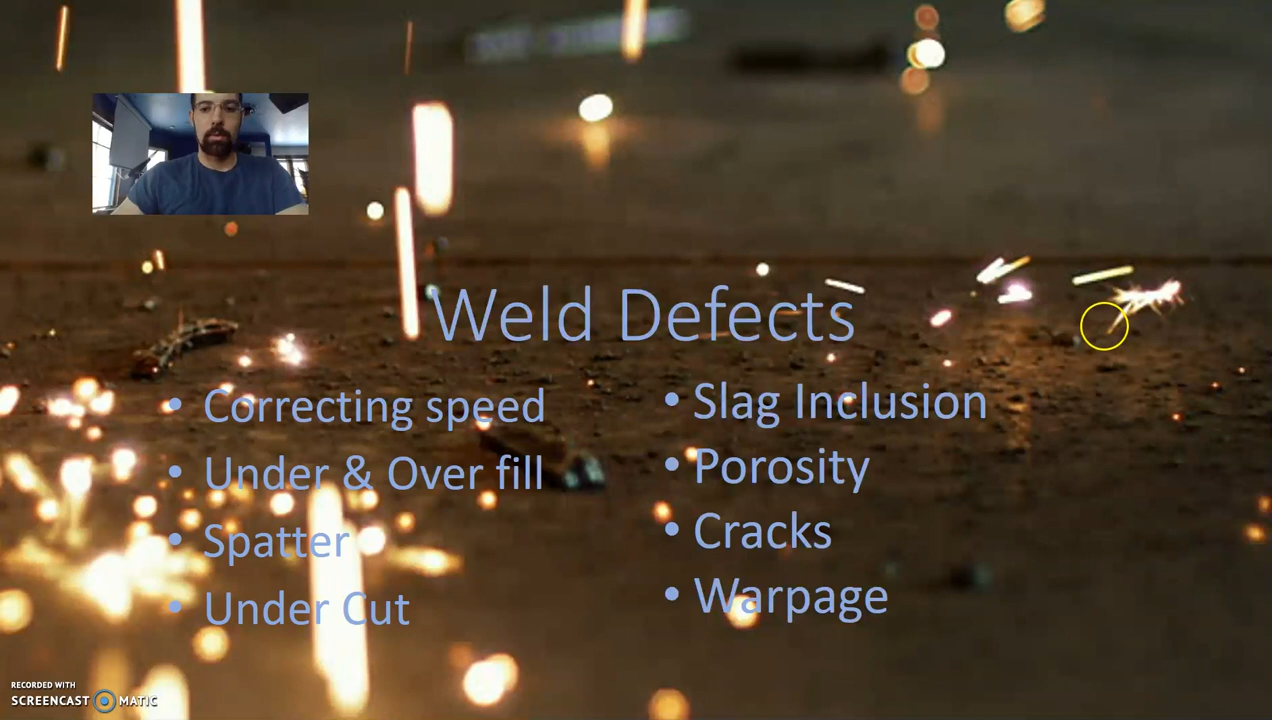 Weld Defects
• Correcting speed
• Under & Over fill
• Spatter
• Under Cut
• Slag Inclusion
• Porosity
• Cracks
• Warpage
RECORDED WITH
SCREENCAST MATIC